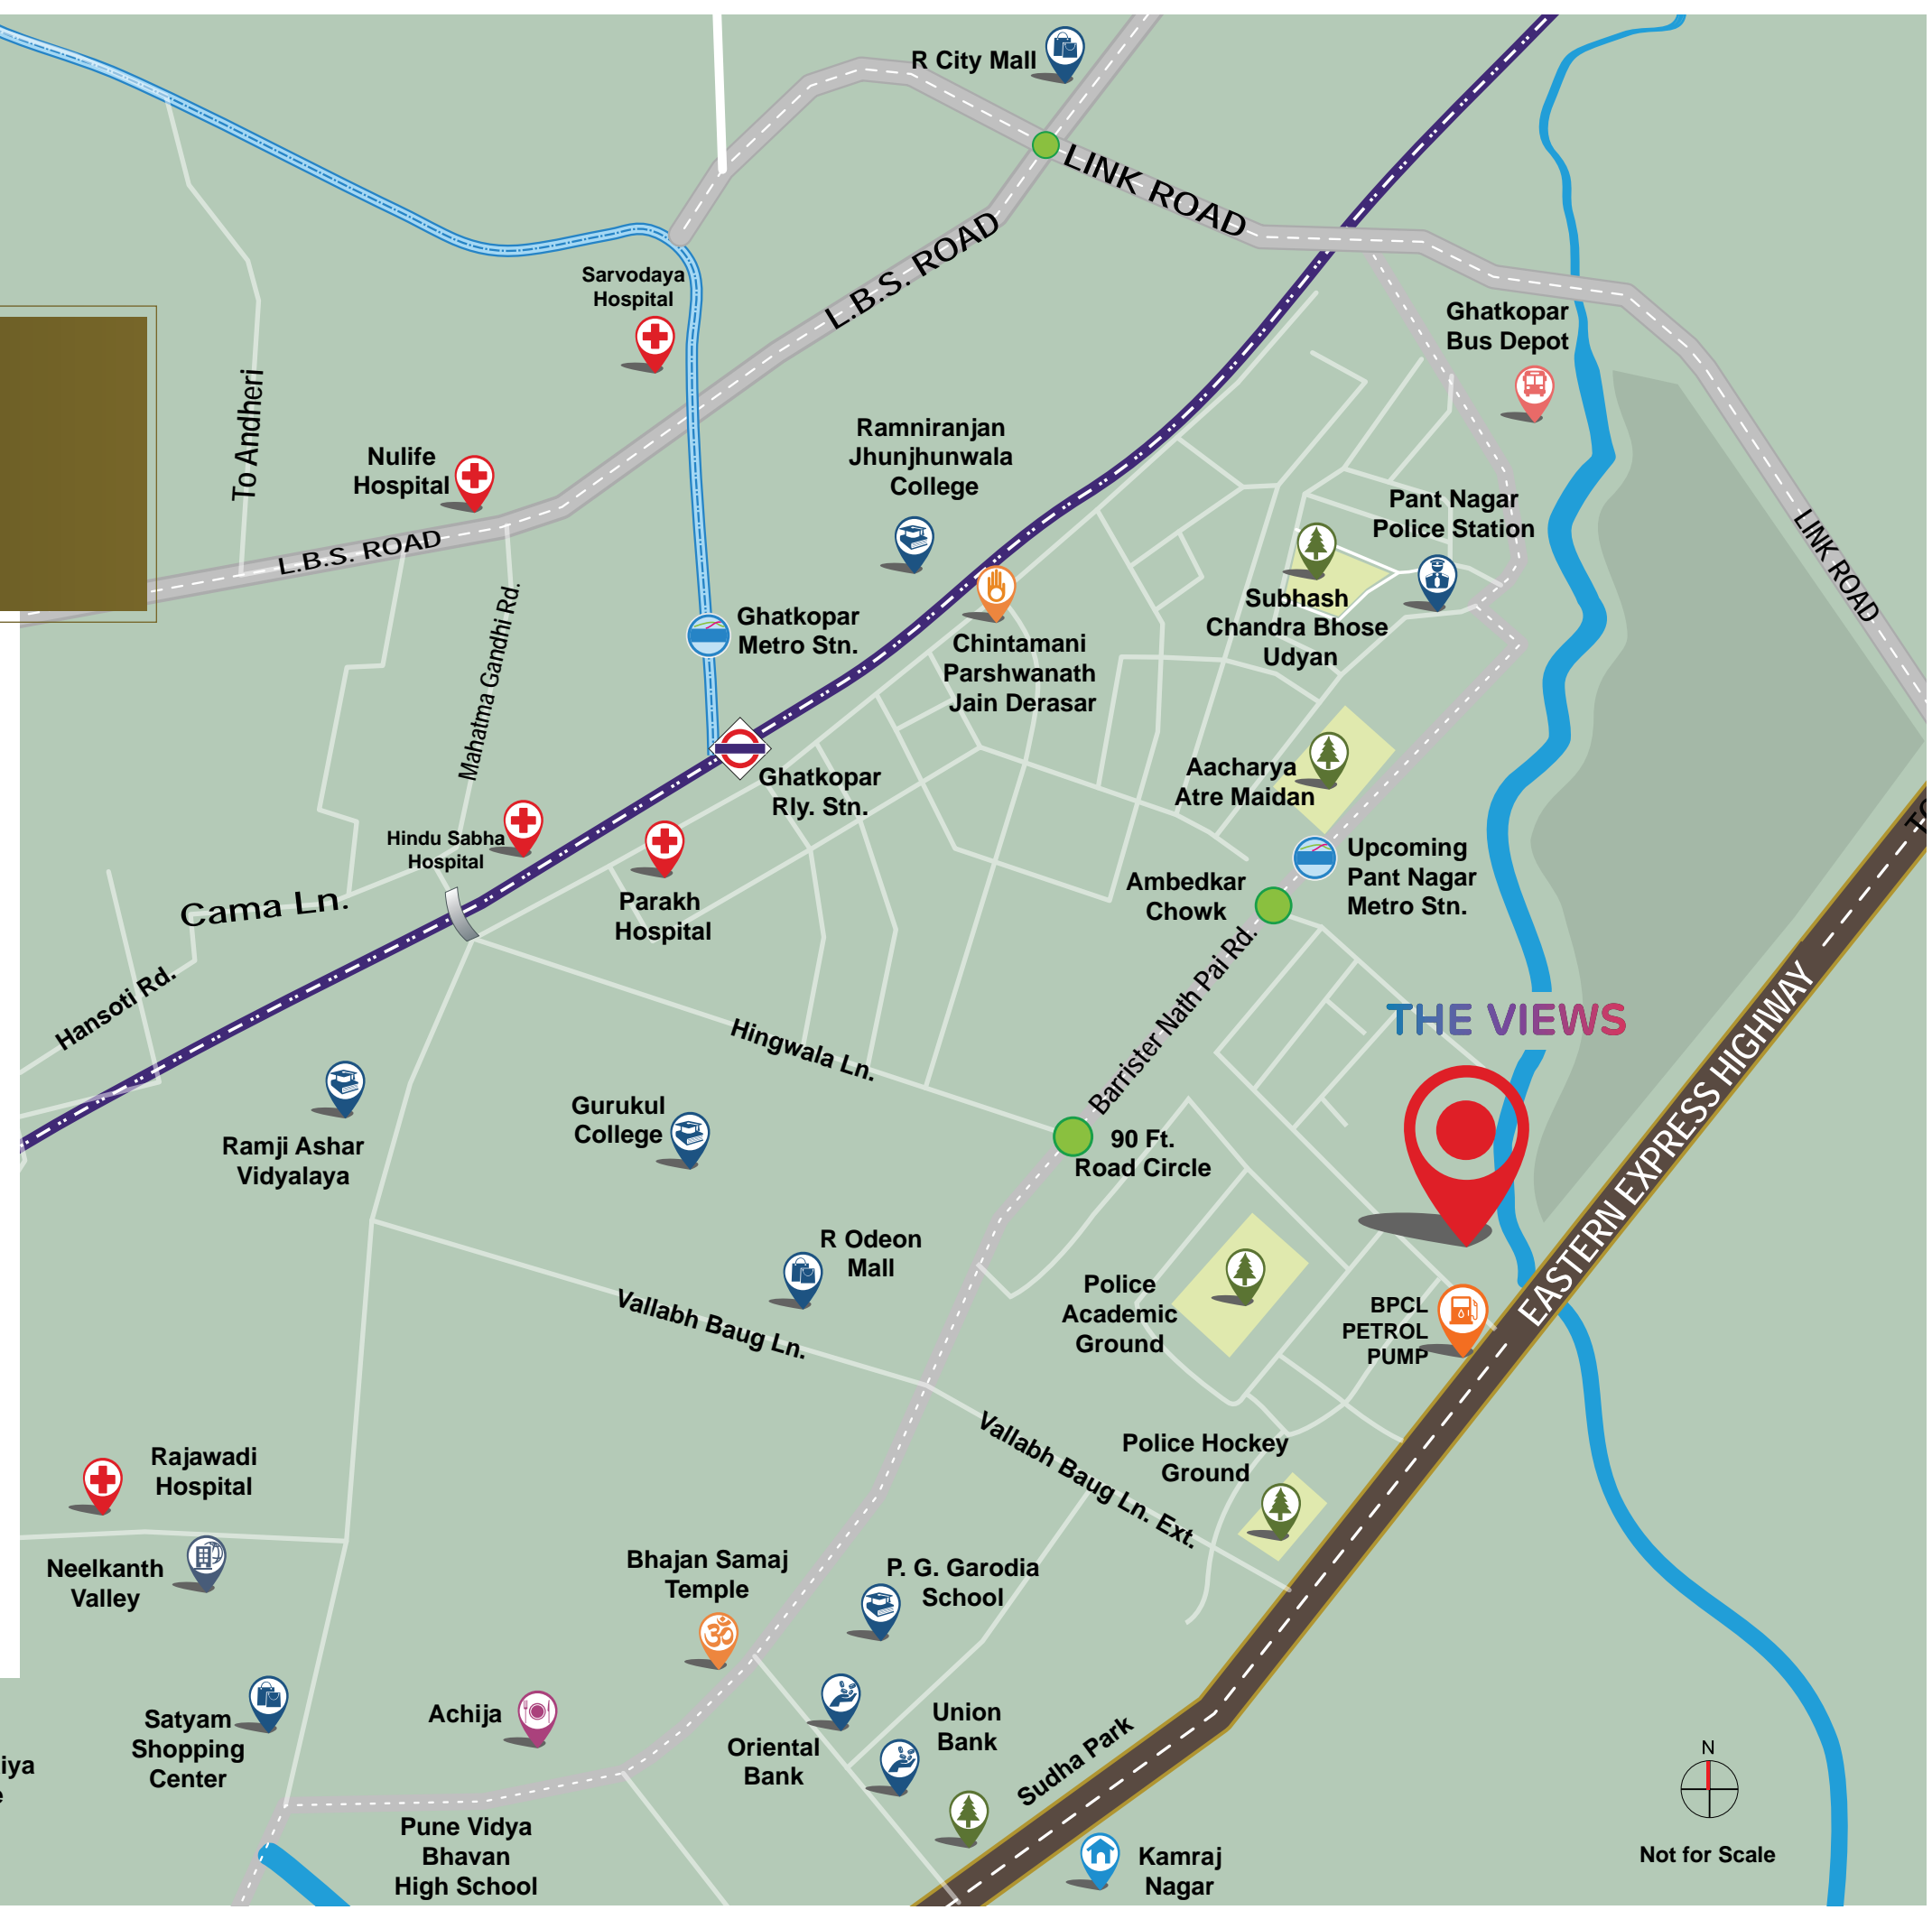 R City Mall
LINK ROAD
L.B.S. ROAD
Sarvodaya
Hospital
Ghatkopar
Bus Depot
To Andheri
Nulife
Hospital
Ramniranjan
Jhunjhunwala
College
Pant Nagar
Police Station
LINK ROAD
L.B.S. ROAD
Mahatma Gandhi Rd.
Ghatkopar
Metro Stn.
Chintamani
Parshwanath
Jain Derasar
Subhash
Chandra Bhose
Udyan
Ghatkopar
Rly. Stn.
Aacharya
Atre Maidan
Hindu Sabha
Hospital
Parakh
Hospital
Cama Ln.
Upcoming
Pant Nagar
Metro Stn.
Ambedkar
Chowk
Hansoti Rd.
Barrister Nath Pai Rd.
THE VIEWS
Hingwala Ln.
EASTERN EXPRESS HIGHWAY
Ramji Ashar
Vidyalaya
Gurukul
College
90 Ft.
Road Circle
R Odeon
Mall
Vallabh Baug Ln.
Police
Academic
Ground
BPCL
PETROL
PUMP
Vallabh Baug Ln. Ext.
Police Hockey
Ground
Rajawadi
Hospital
Neelkanth
Valley
Bhajan Samaj
Temple
P. G. Garodia
School
Satyam
Shopping
Center
Achija
Oriental
Bank
Union
Bank
Sudha Park
iya
e
Pune Vidya
Bhavan
High School
Kamraj
Nagar
N
Not for Scale